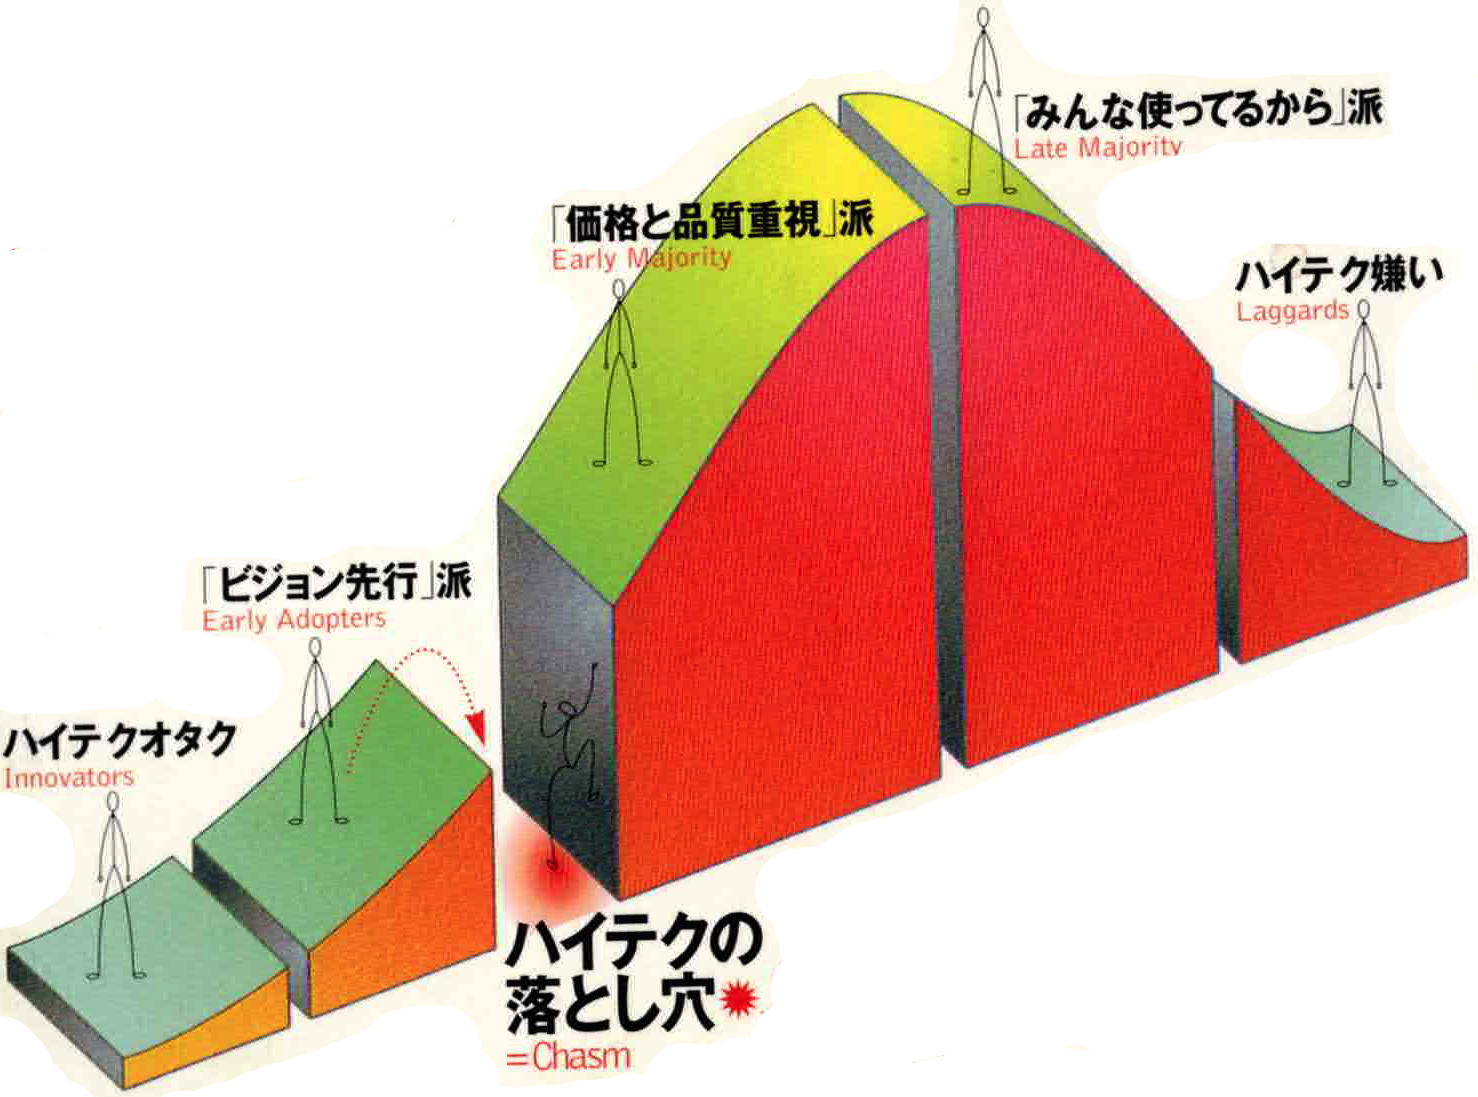 「みんな使ってるから」派
Late Majority
「価格と品質重視」派
Early Majority
ハイテク嫌い
Laggards
「ビジョン先行」派
Early Adopters
ハイテクオタク
Innovators
ハイテクの
落とし穴
=Chasm